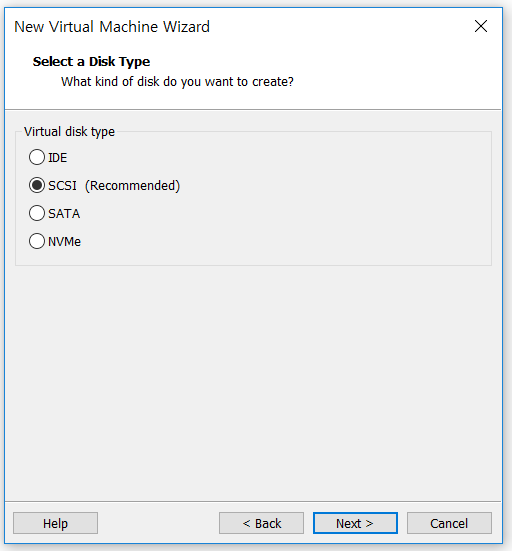 New Virtual Machine Wizard
Select a Disk Type
What kind of disk do you want to create?
Virtual disk type
IDE
SCSI (Recommended)
SATA
NVMe
Help
< Back
Next >
Cancel